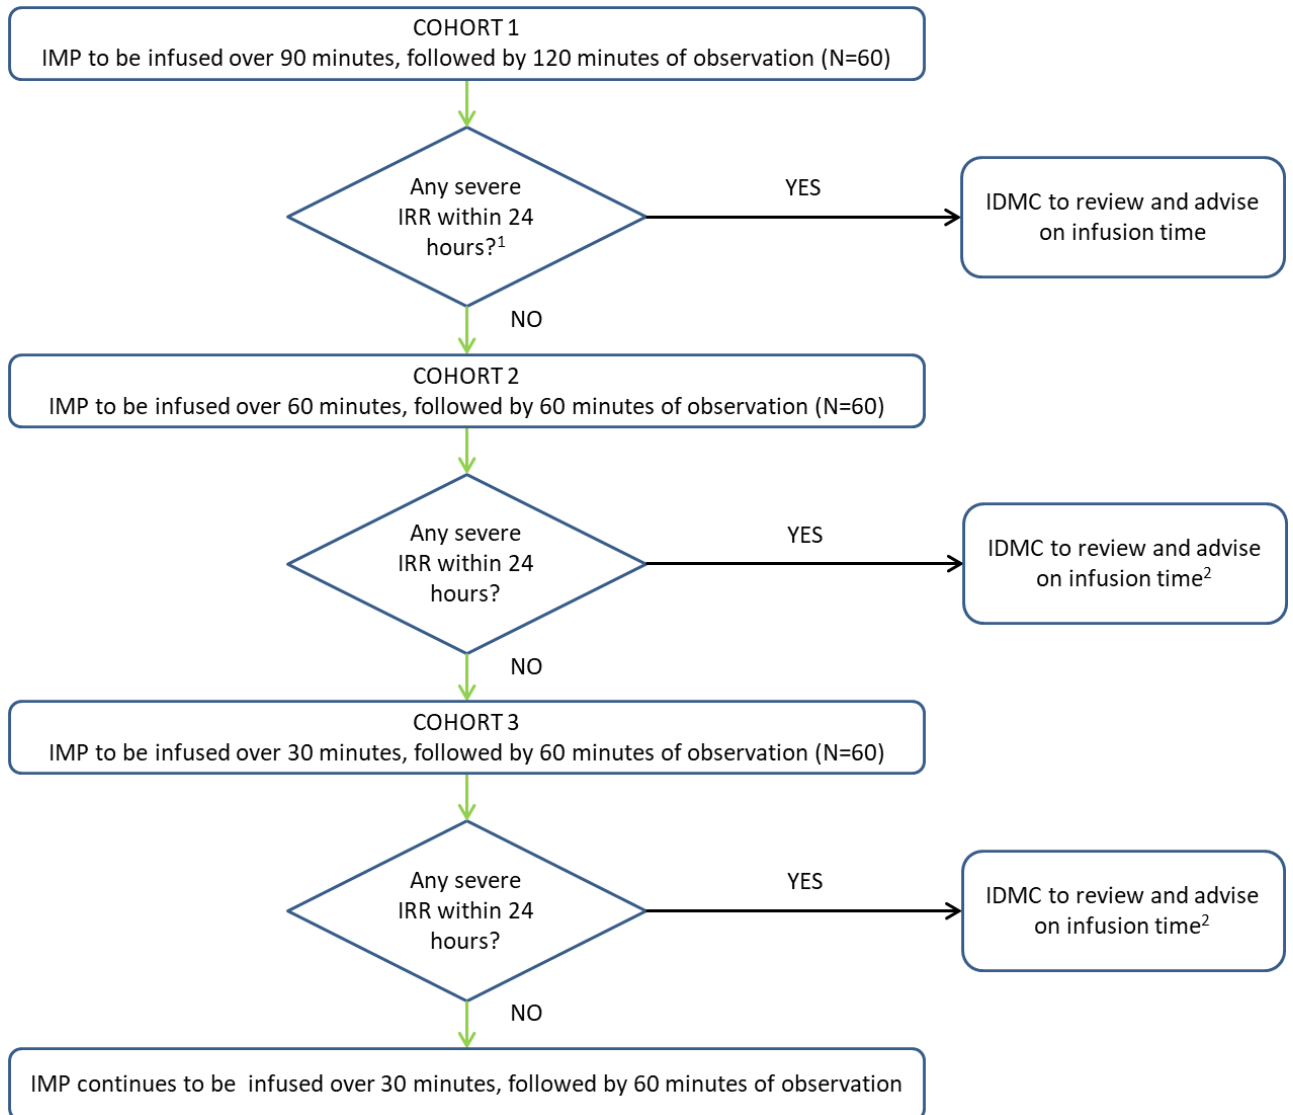 COHORT 1
IMP to be infused over 90 minutes, followed by 120 minutes of observation (N=60)
Any severe
IRR within 24
hours?¹
YES
IDMC to review and advise
on infusion time
NO
COHORT 2
IMP to be infused over 60 minutes, followed by 60 minutes of observation (N=60)
Any severe
IRR within 24
hours?
YES
IDMC to review and advise
on infusion time²
NO
COHORT 3
IMP to be infused over 30 minutes, followed by 60 minutes of observation (N=60)
Any severe
IRR within 24
hours?
YES
IDMC to review and advise
on infusion time²
NO
IMP continues to be  infused over 30 minutes, followed by 60 minutes of observation